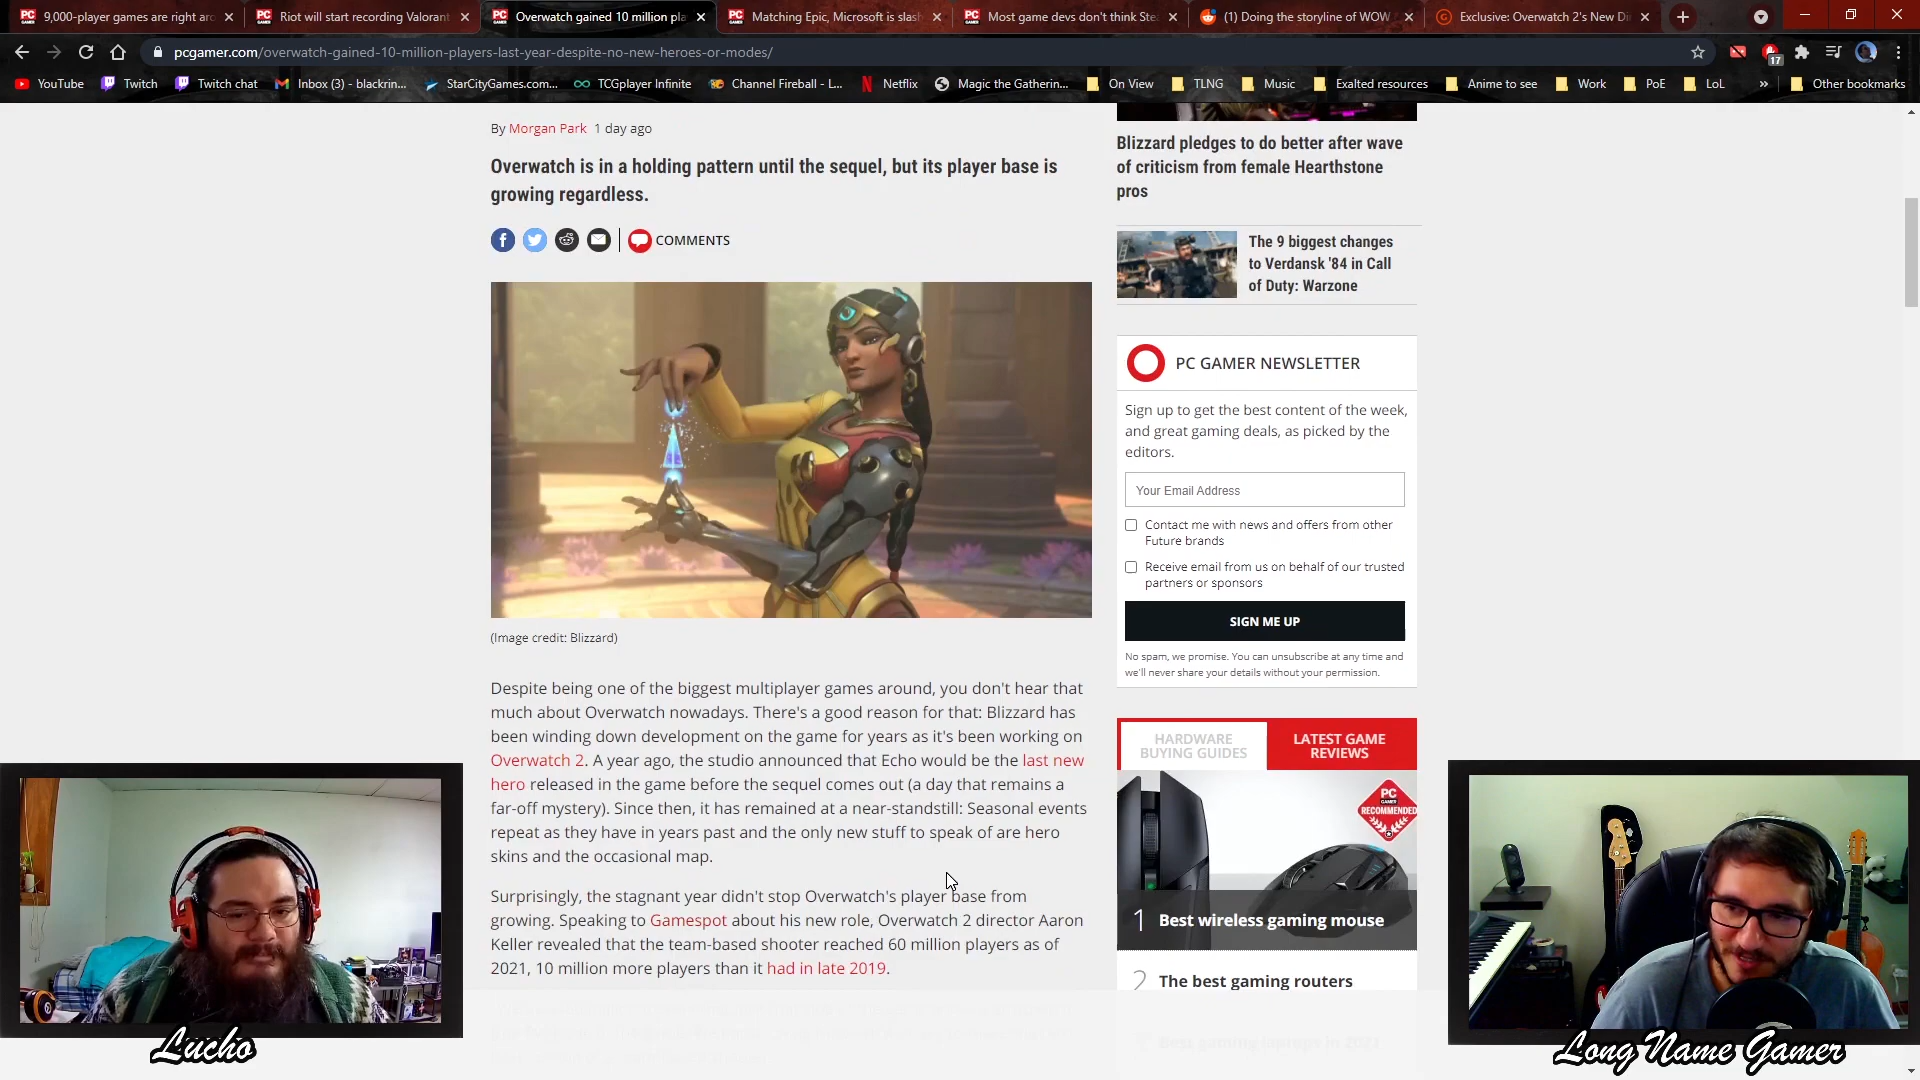 9,000-player games are right aro
Riot will start recording Valorant
Overwatch gained 10 million pla
Matching Epic, Microsoft is slash
Most game devs don't think Ste
(1) Doing the storyline of WOW
Exclusive: Overwatch 2's New Di
pcgamer.com/overwatch-gained-10-million-players-last-year-despite-no-new-heroes-or-modes/
17
YouTube
Twitch
Twitch chat
Inbox (3) - blackrin...
StarCityGames.com...
TCGplayer Infinite
Channel Fireball - L...
Netflix
Magic the Gatherin...
On View
TLNG
Music
Exalted resources
Anime to see
Work
PoE
LoL
»
Other bookmarks
By Morgan Park 1 day ago
Overwatch is in a holding pattern until the sequel, but its player base is
growing regardless.
COMMENTS
(Image credit: Blizzard)
Despite being one of the biggest multiplayer games around, you don't hear that
much about Overwatch nowadays. There's a good reason for that: Blizzard has
been winding down development on the game for years as it's been working on
Overwatch 2. A year ago, the studio announced that Echo would be the last new
hero released in the game before the sequel comes out (a day that remains a
far-off mystery). Since then, it has remained at a near-standstill: Seasonal events
repeat as they have in years past and the only new stuff to speak of are hero
skins and the occasional map.
Surprisingly, the stagnant year didn't stop Overwatch's player base from
growing. Speaking to Gamespot about his new role, Overwatch 2 director Aaron
Keller revealed that the team-based shooter reached 60 million players as of
2021, 10 million more players than it had in late 2019.
Blizzard pledges to do better after wave
of criticism from female Hearthstone
pros
The 9 biggest changes
to Verdansk '84 in Call
of Duty: Warzone
PC GAMER NEWSLETTER
Sign up to get the best content of the week,
and great gaming deals, as picked by the
editors.
Your Email Address
Contact me with news and offers from other
Future brands
Receive email from us on behalf of our trusted
partners or sponsors
SIGN ME UP
No spam, we promise. You can unsubscribe at any time and
we'll never share your details without your permission.
HARDWARE
BUYING GUIDES
LATEST GAME
REVIEWS
PC
GAMER
RECOMMENDED
1 Best wireless gaming mouse
2 The best gaming routers
Best gaming laptops in 2021
Lucho
Long Name Gamer